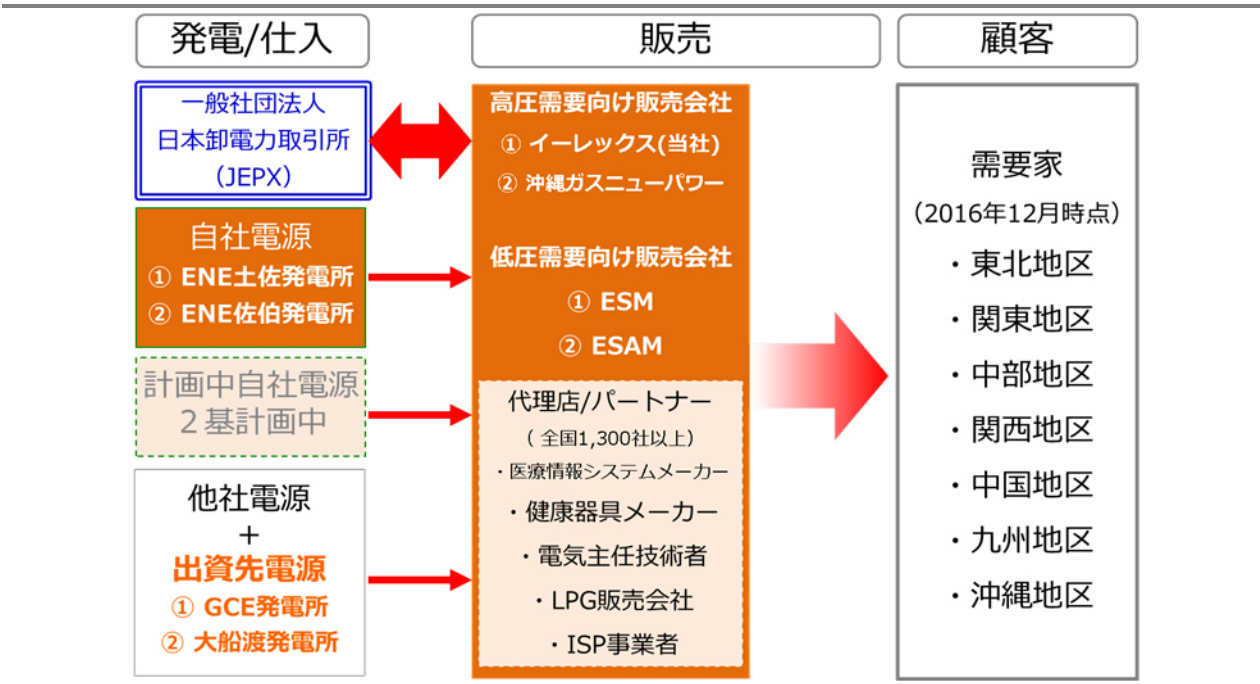 発電/仕入
販売
顧客
一般社団法人
日本卸電力取引所
（JEPX）
自社電源
① ENE土佐発電所
② ENE佐伯発電所
計画中自社電源
２基計画中
他社電源
+
出資先電源
① GCE発電所
② 大船渡発電所
高圧需要向け販売会社
① イーレックス(当社)
② 沖縄ガスニューパワー
低圧需要向け販売会社
① ESM
② ESAM
代理店/パートナー
（ 全国1,300社以上）
・医療情報システムメーカー
・健康器具メーカー
・電気主任技術者
・LPG販売会社
・ISP事業者
需要家
（2016年12月時点）
・東北地区
・関東地区
・中部地区
・関西地区
・中国地区
・九州地区
・沖縄地区